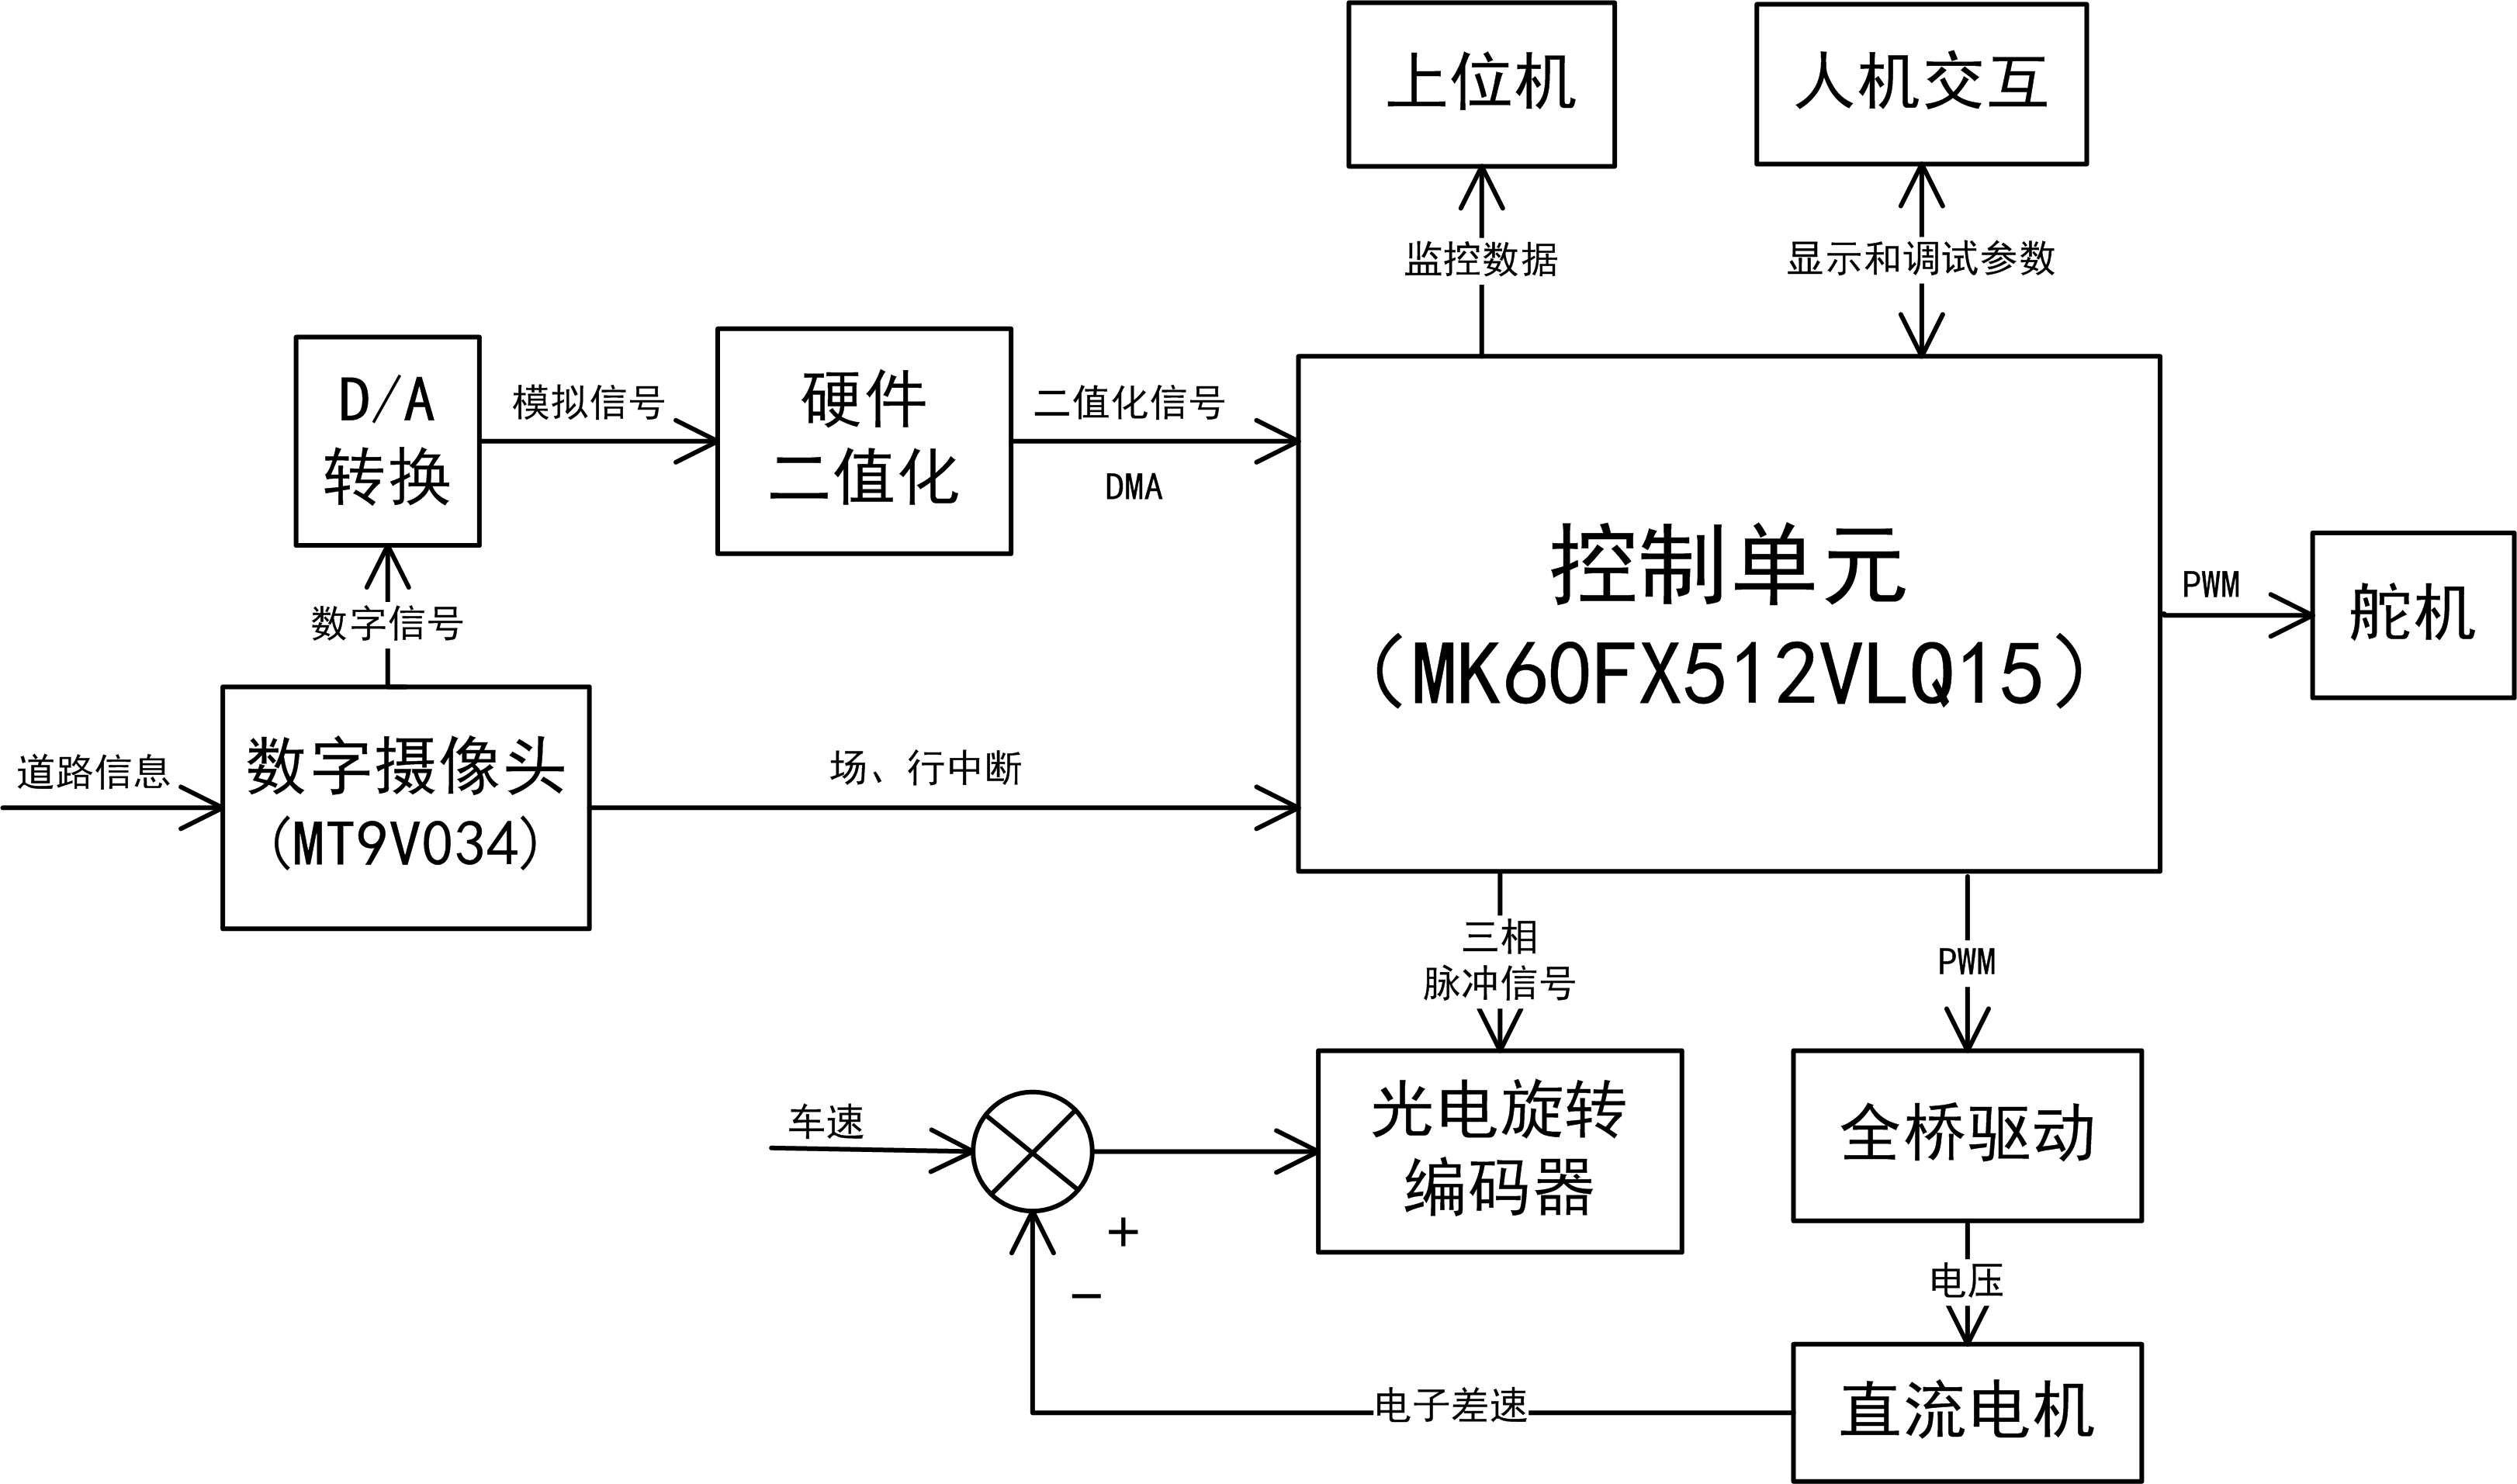 上位机
人机交互
监控数据
显示和调试参数
D/A
转换
模拟信号
硬件
二值化
二值化信号
DMA
控制单元
（MK60FX512VLQ15）
PWM
舵机
数字信号
道路信息
数字摄像头
(MT9V034)
场、行中断
三相
脉冲信号
PWM
车速
+
−
光电旋转
编码器
全桥驱动
电压
电子差速
直流电机